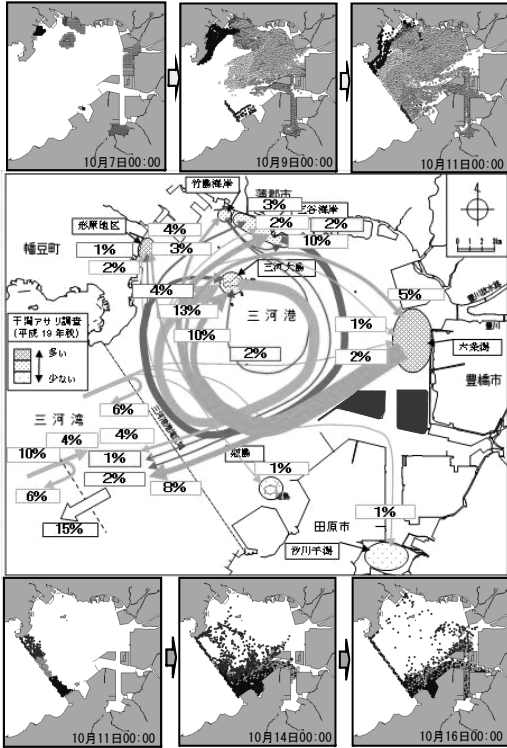 10月7日00:00
10月9日00:00
10月11日00:00
竹島海岸
蒲郡市
3%
三谷海岸
形原地区
4%
2%
2%
幡豆町
1%
3%
10%
2%
三河大島
4%
5%
13%
三河港
1%
豊川
10%
六条潟
干潟アサリ調査
(平成19年秋)
2%
2%
豊橋市
多い
少ない
6%
三河湾
4%
4%
10%
1%
姫島
1%
2%
6%
8%
姫島
1%
15%
田原市
汐川干潟
10月11日00:00
10月14日00:00
10月16日00:00